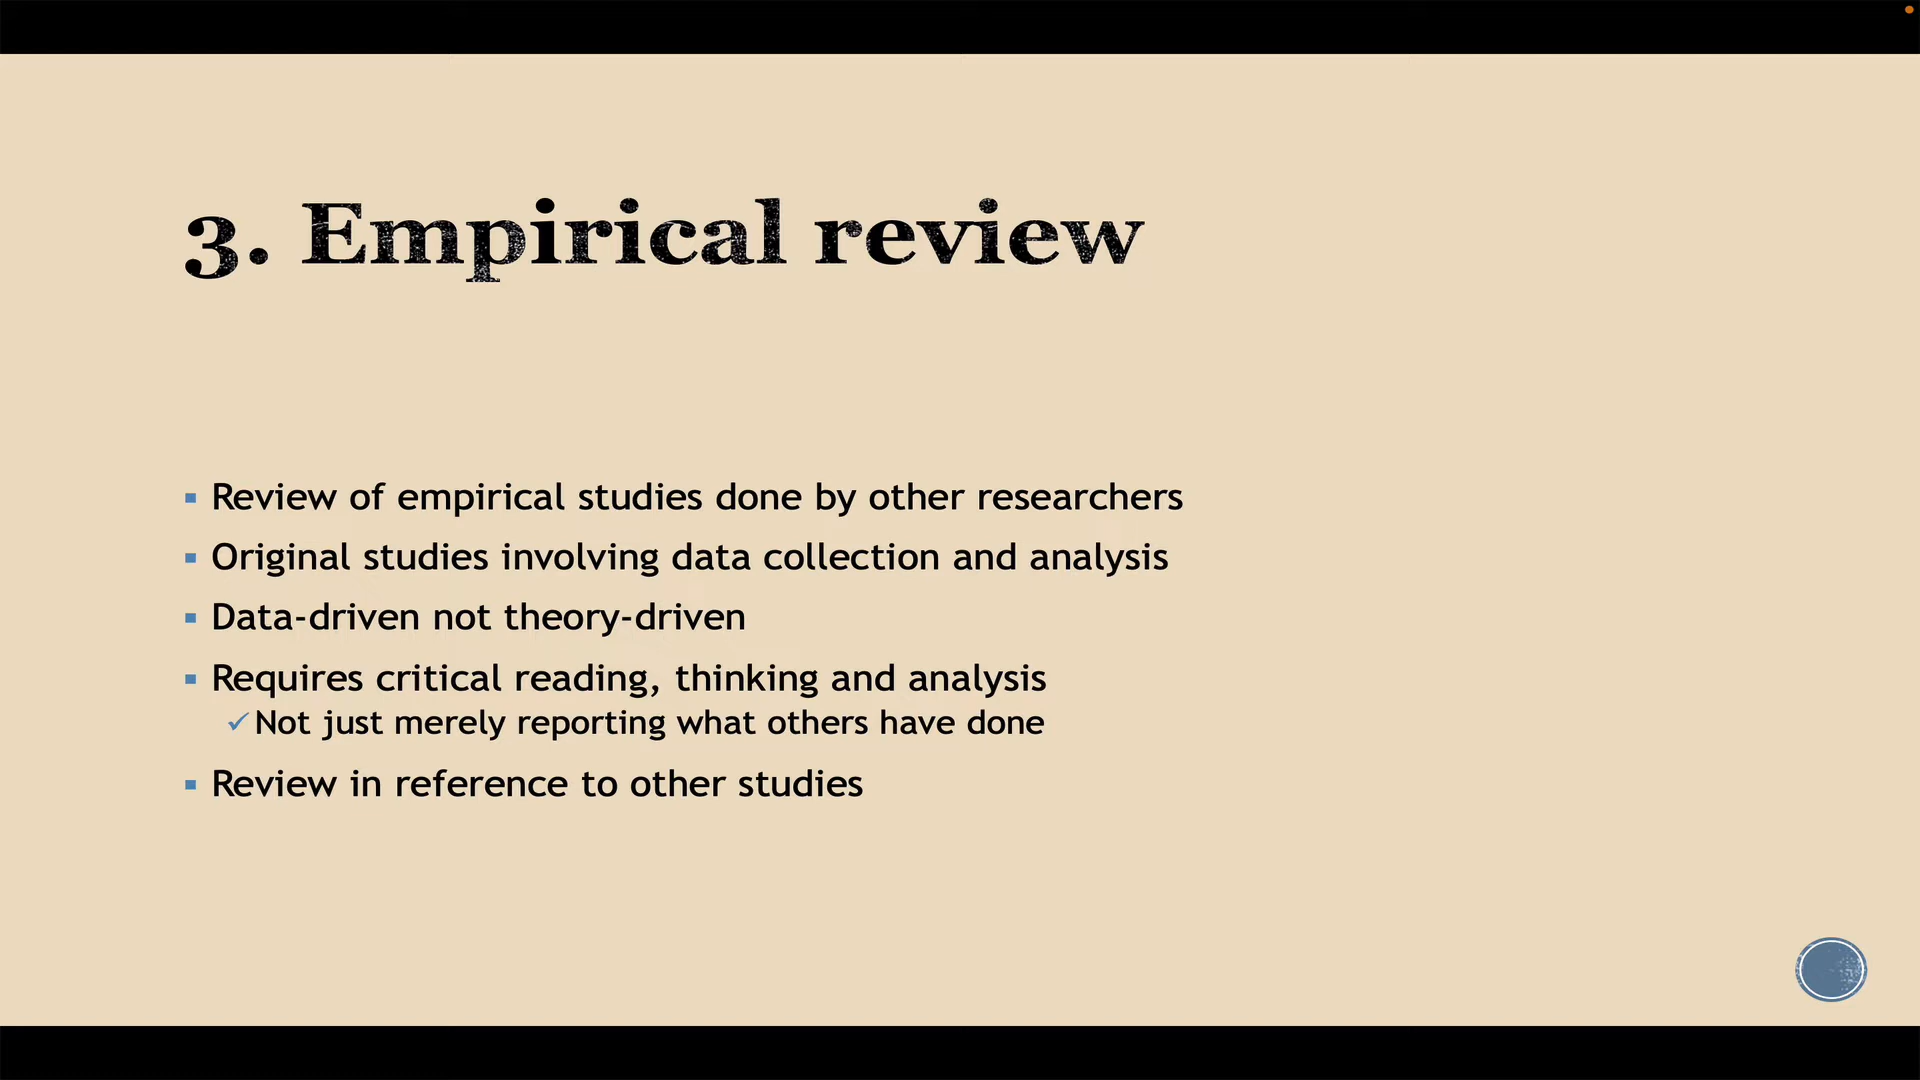 3. Empirical review
▪ Review of empirical studies done by other researchers
▪ Original studies involving data collection and analysis
▪ Data-driven not theory-driven
▪ Requires critical reading, thinking and analysis
✓ Not just merely reporting what others have done
▪ Review in reference to other studies